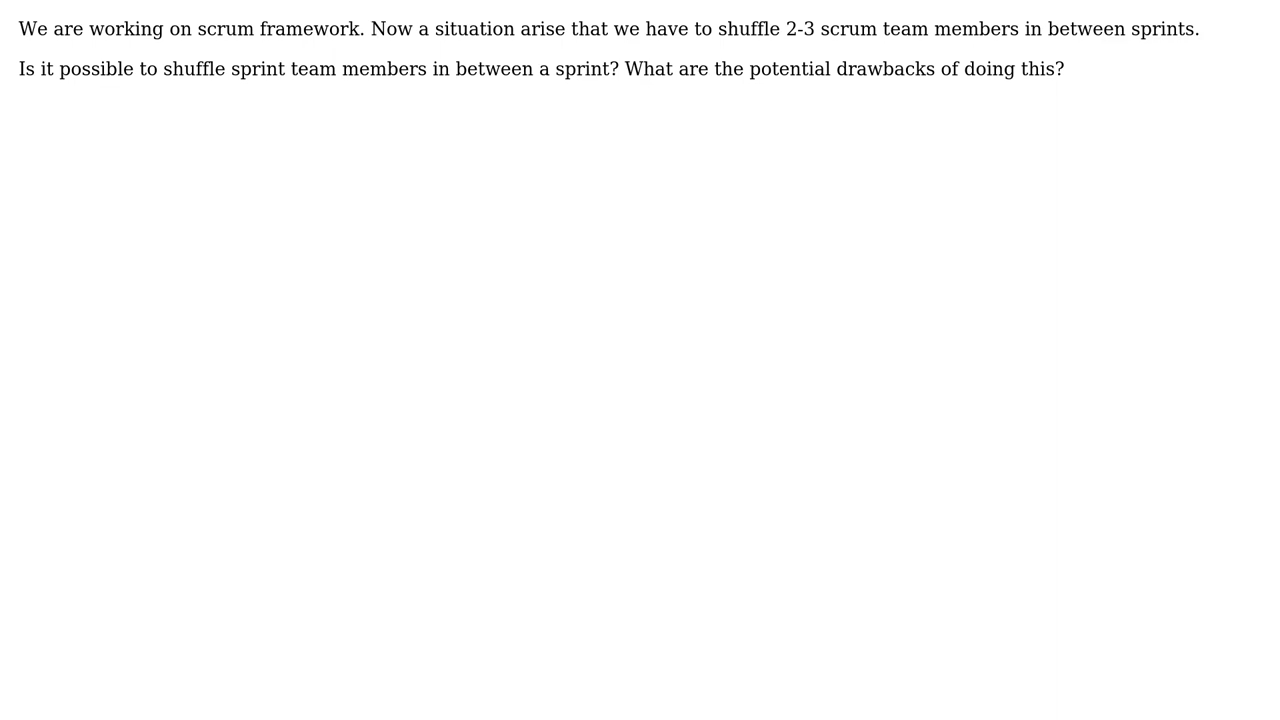 We are working on scrum framework. Now a situation arise that we have to shuffle 2-3 scrum team members in between sprints.
Is it possible to shuffle sprint team members in between a sprint? What are the potential drawbacks of doing this?